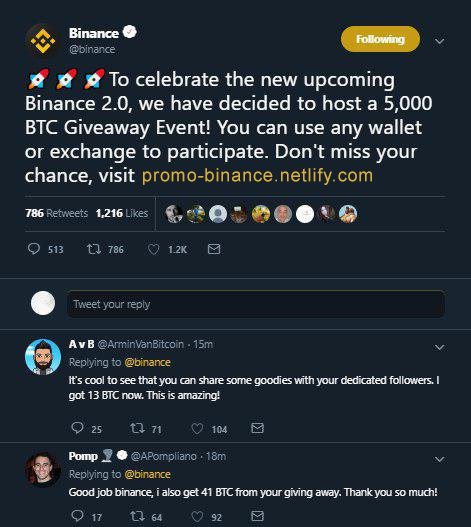 Binance
@binance
Following
🚀🚀🚀To celebrate the new upcoming
Binance 2.0, we have decided to host a 5,000
BTC Giveaway Event! You can use any wallet
or exchange to participate. Don't miss your
chance, visit promo-binance.netlify.com
786 Retweets 1,216 Likes
513 786 1.2K
Tweet your reply
A v B @ArminVanBitcoin · 15m
Replying to @binance
It's cool to see that you can share some goodies with your dedicated followers. I
got 13 BTC now. This is amazing!
25 71 104
Pomp 🌪 @APompliano · 18m
Replying to @binance
Good job binance, i also get 41 BTC from your giving away. Thank you so much!
17 64 92